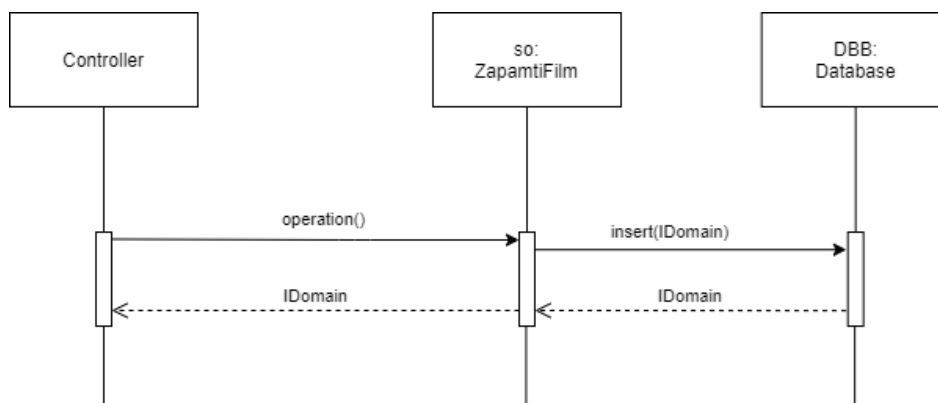 Controller
so:
ZapamtiFilm
DBB:
Database
operation()
insert(IDomain)
IDomain
IDomain